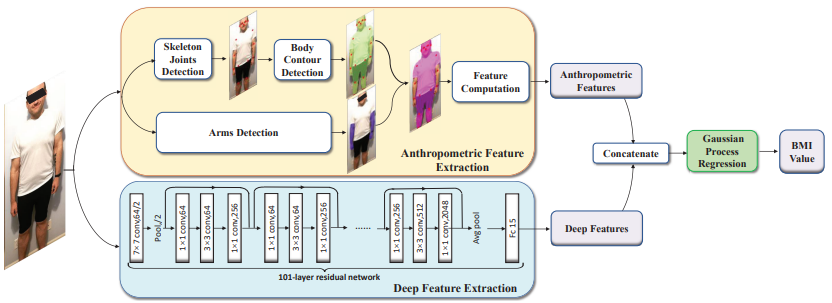 Skeleton
Joints
Detection
Body
Contour
Detection
Arms Detection
Feature
Computation
Anthropometric Feature
Extraction
Anthropometric
Features
Concatenate
Gaussian
Process
Regression
BMI
Value
7×7 conv,64/2
Pool,/2
1×1 conv,64
3×3 conv,64
1×1 conv,256
1×1 conv,64
3×3 conv,64
1×1 conv,256
......
1×1 conv,256
3×3 conv,512
1×1 conv,2048
Avg pool
Fc 15
101-layer residual network
Deep Feature Extraction
Deep Features